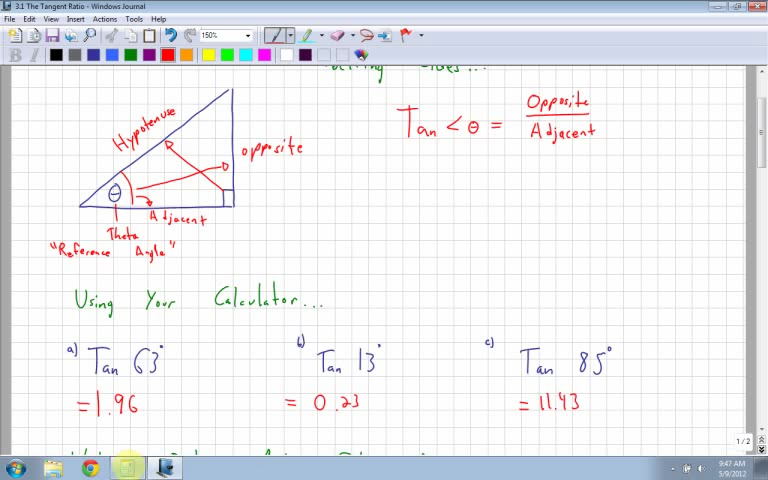 3.1 The Tangent Ratio - Windows Journal
File Edit View Insert Actions Tools Help
150%
B I
Hypotenuse
opposite
Tan < θ = Opposite
Adjacent
θ
Adjacent
Theta
"Reference Angle"
Using Your Calculator...
a) Tan 63°
= 1.96
b) Tan 13°
= 0.23
c) Tan 85°
= 11.43
1 / 2
9:47 AM
5/9/2012